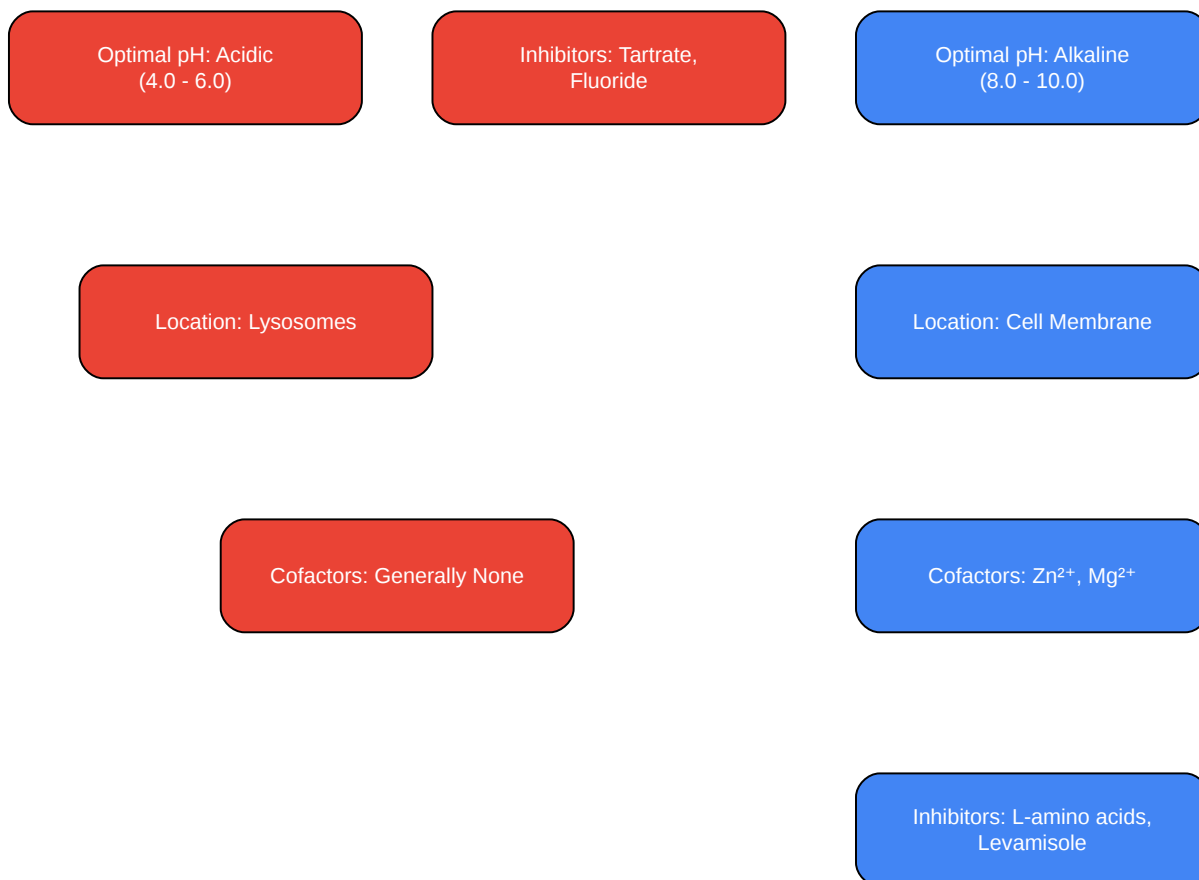 Optimal pH: Acidic
(4.0 - 6.0)
Inhibitors: Tartrate,
Fluoride
Optimal pH: Alkaline
(8.0 - 10.0)
Location: Lysosomes
Location: Cell Membrane
Cofactors: Generally None
Cofactors: Zn²⁺, Mg²⁺
Inhibitors: L-amino acids,
Levamisole